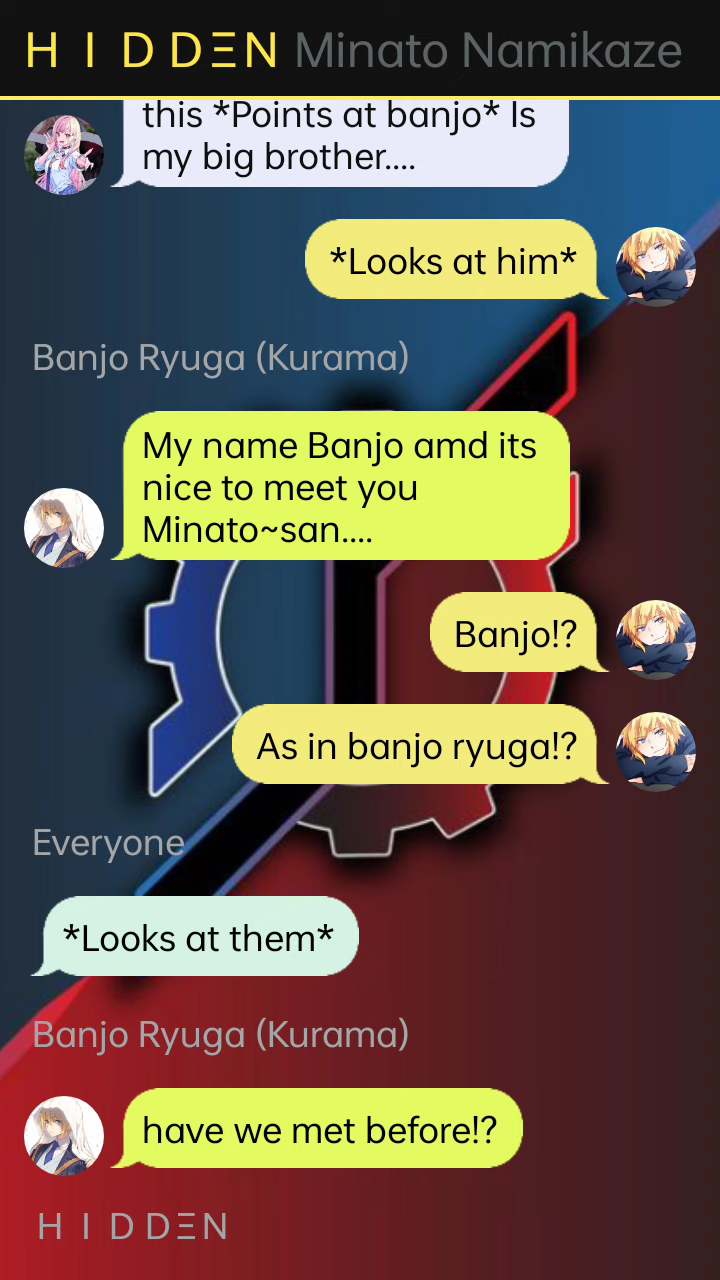 HIDDΞN Minato Namikaze
this *Points at banjo* Is
my big brother....
*Looks at him*
Banjo Ryuga (Kurama)
My name Banjo amd its
nice to meet you
Minato~san....
Banjo!?
As in banjo ryuga!?
Everyone
*Looks at them*
Banjo Ryuga (Kurama)
have we met before!?
HIDDΞN